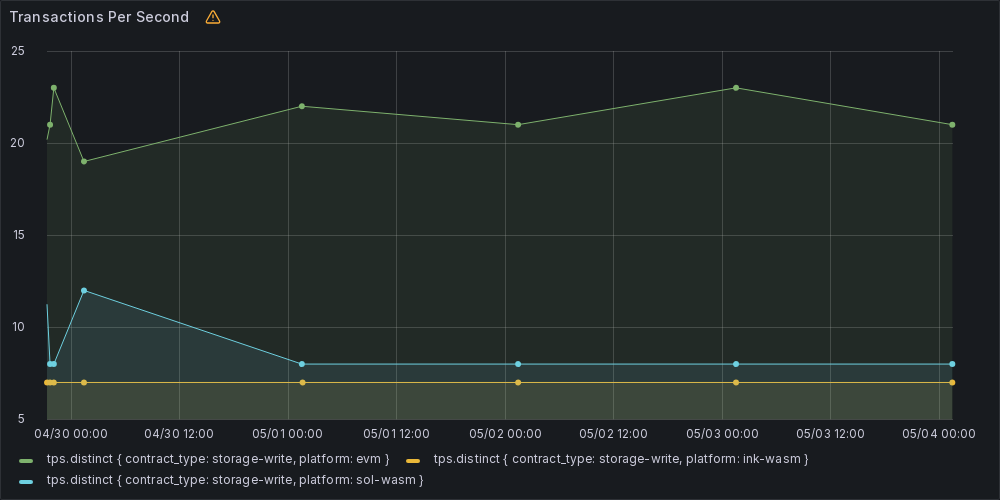 Transactions Per Second
25
20
15
10
5
04/30 00:00 04/30 12:00 05/01 00:00 05/01 12:00 05/02 00:00 05/02 12:00 05/03 00:00 05/03 12:00 05/04 00:00
tps.distinct { contract_type: storage-write, platform: evm } tps.distinct { contract_type: storage-write, platform: ink-wasm }
tps.distinct { contract_type: storage-write, platform: sol-wasm }